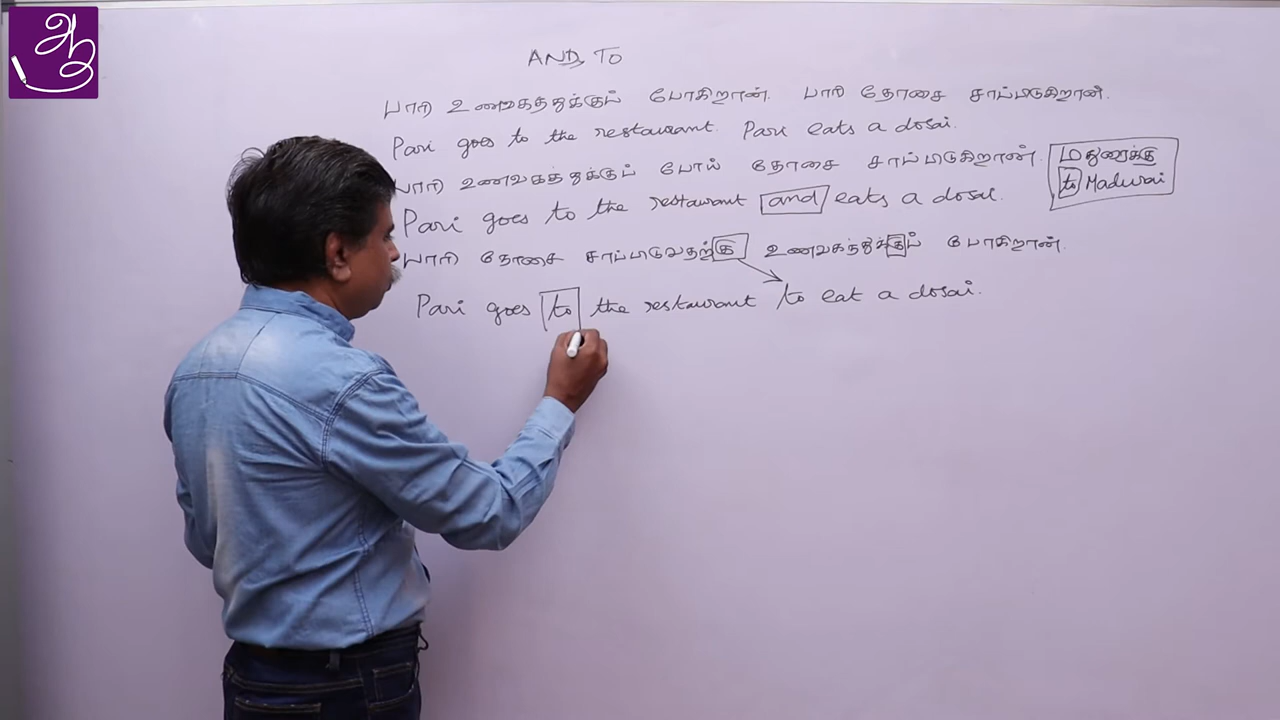 AND, TO
பாரி உணவகத்துக்குப் போகிறான். பாரி தோசை சாப்பிடுகிறான்.
Pari goes to the restaurant. Pari eats a dosai.
பாரி உணவகத்துக்குப் போய் தோசை சாப்பிடுகிறான்.
Pari goes to the restaurant and eats a dosai.
பாரி தோசை சாப்பிடுவதற்கு உணவகத்துக்குப் போகிறான்.
Pari goes to the restaurant to eat a dosai.
மதுரைக்கு
to Madurai